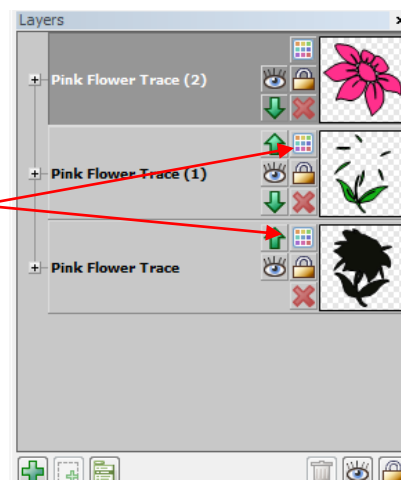 Layers
Pink Flower Trace (2)
Pink Flower Trace (1)
Pink Flower Trace